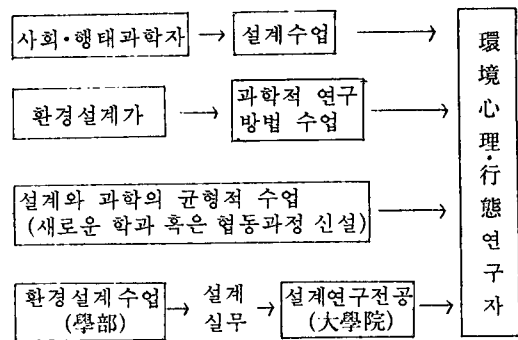 사회·행태과학자 → 설계수업 →
환경설계가 → 과학적 연구
방법 수업 →
설계와 과학의 균형적 수업
(새로운 학과 혹은 협동과정 신설) →
환경설계수업
(學部) → 설계
실무 → 설계연구전공
(大學院) →
環
境
心
理
·
行
態
연
구
자